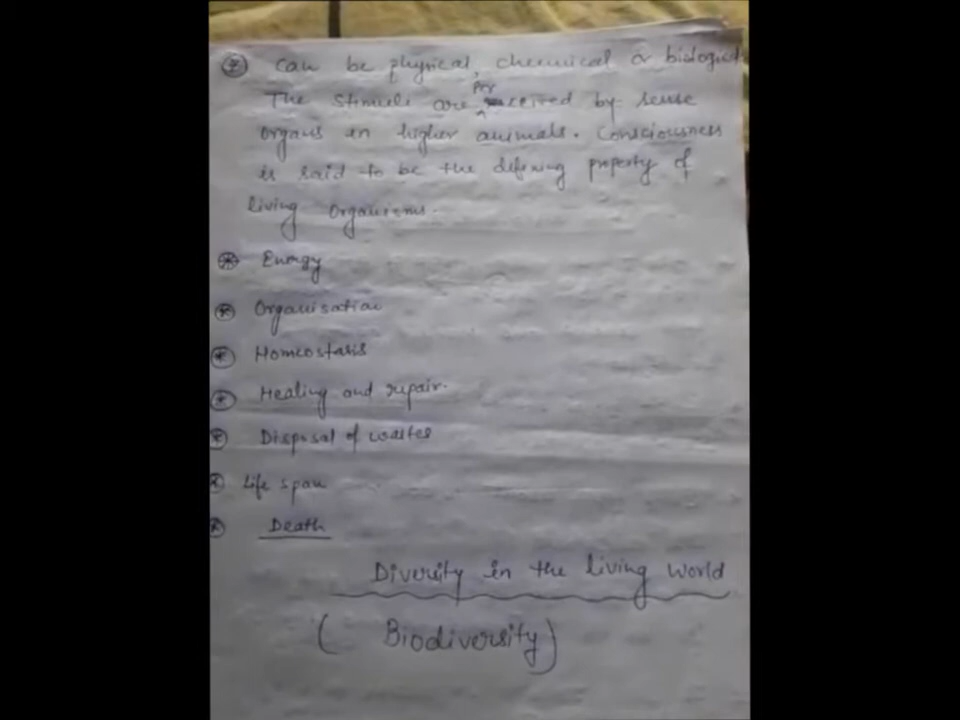 Can be physical, chemical or biological
The stimuli are perceived by sense
organs in higher animals. Consciousness
is said to be the defining property of
living organisms.
Energy
Organisation
Homeostasis
Healing and repair.
Disposal of wastes
Life span
Death
Diversity in the living world
(Biodiversity)